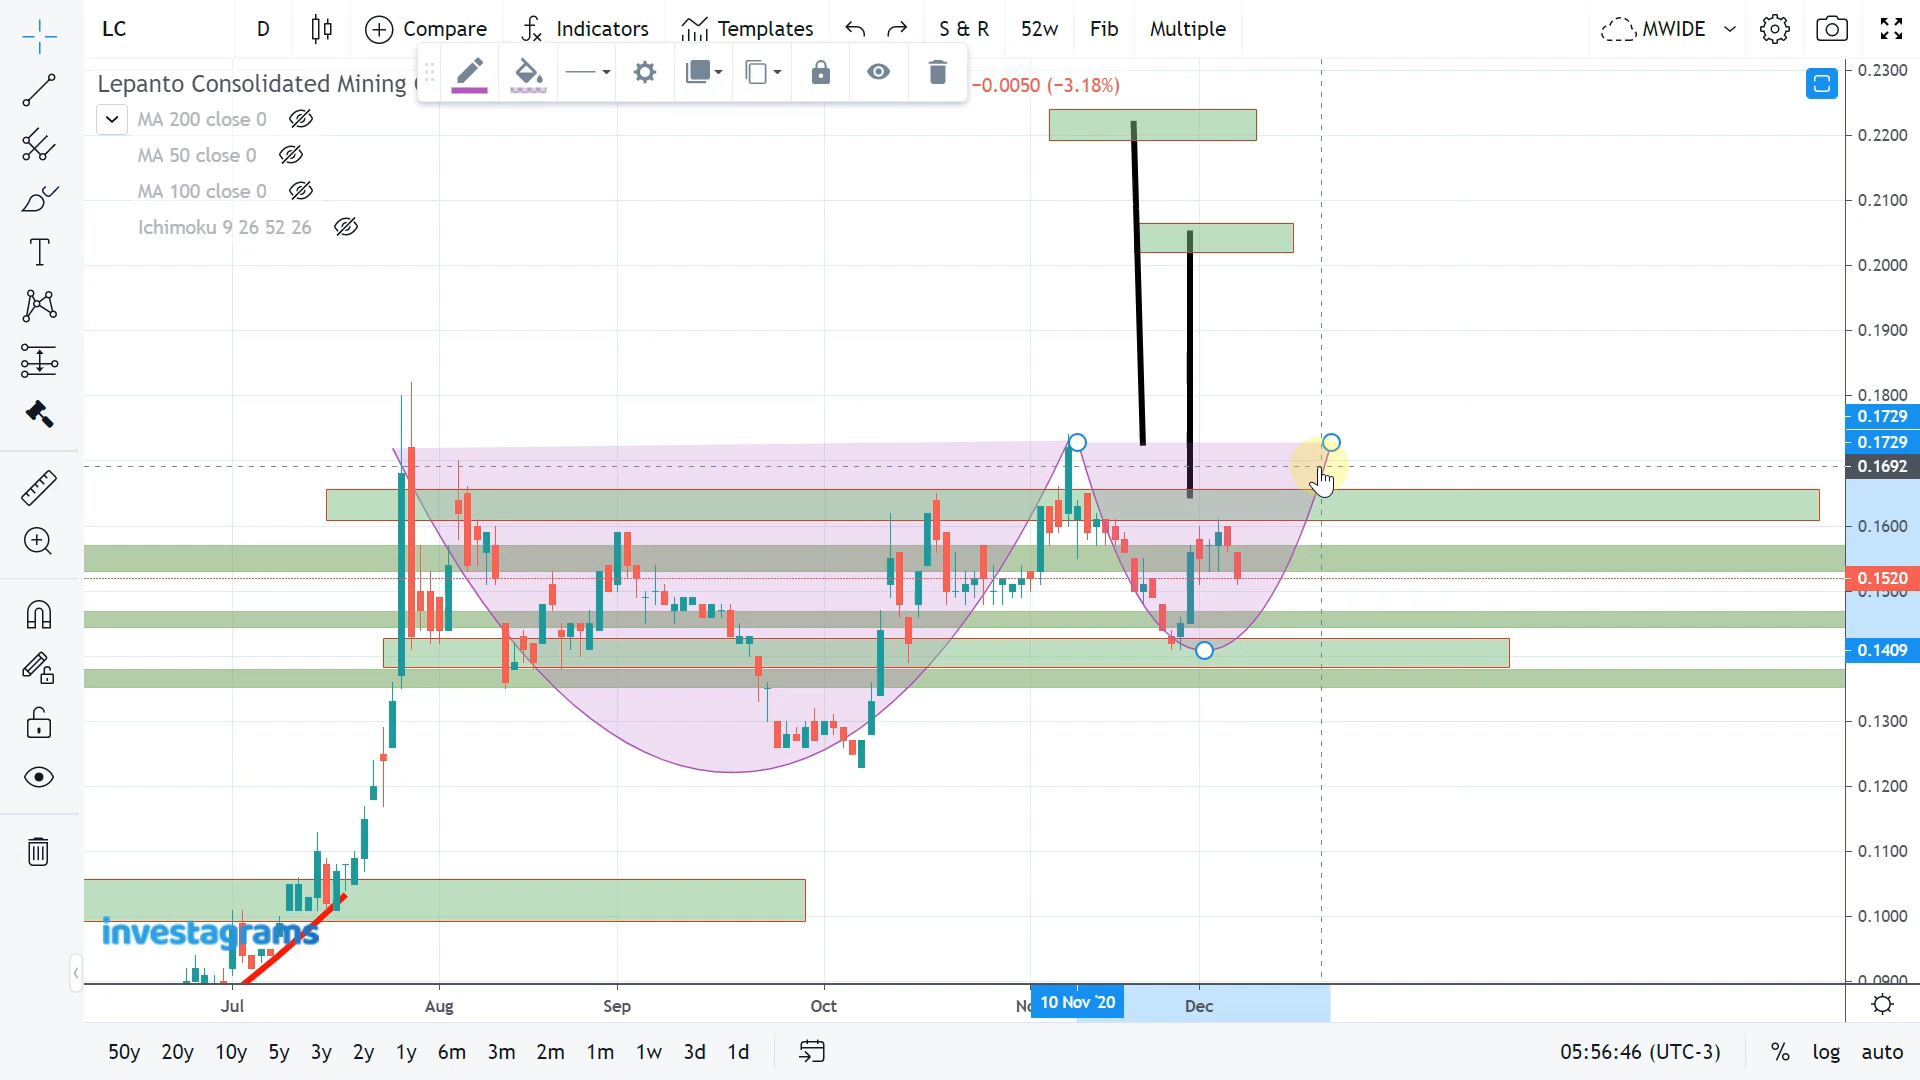 LC D Compare Indicators Templates S & R 52w Fib Multiple MWIDE
Lepanto Consolidated Mining
−0.0050 (−3.18%)
MA 200 close 0
MA 50 close 0
MA 100 close 0
Ichimoku 9 26 52 26
0.2300
0.2200
0.2100
0.2000
0.1900
0.1800
0.1729
0.1729
0.1692
0.1600
0.1520
0.1500
0.1409
0.1300
0.1200
0.1100
0.1000
0.0900
investagrams
Jul Aug Sep Oct 10 Nov '20 Dec
50y 20y 10y 5y 3y 2y 1y 6m 3m 2m 1m 1w 3d 1d 05:56:46 (UTC-3) % log auto